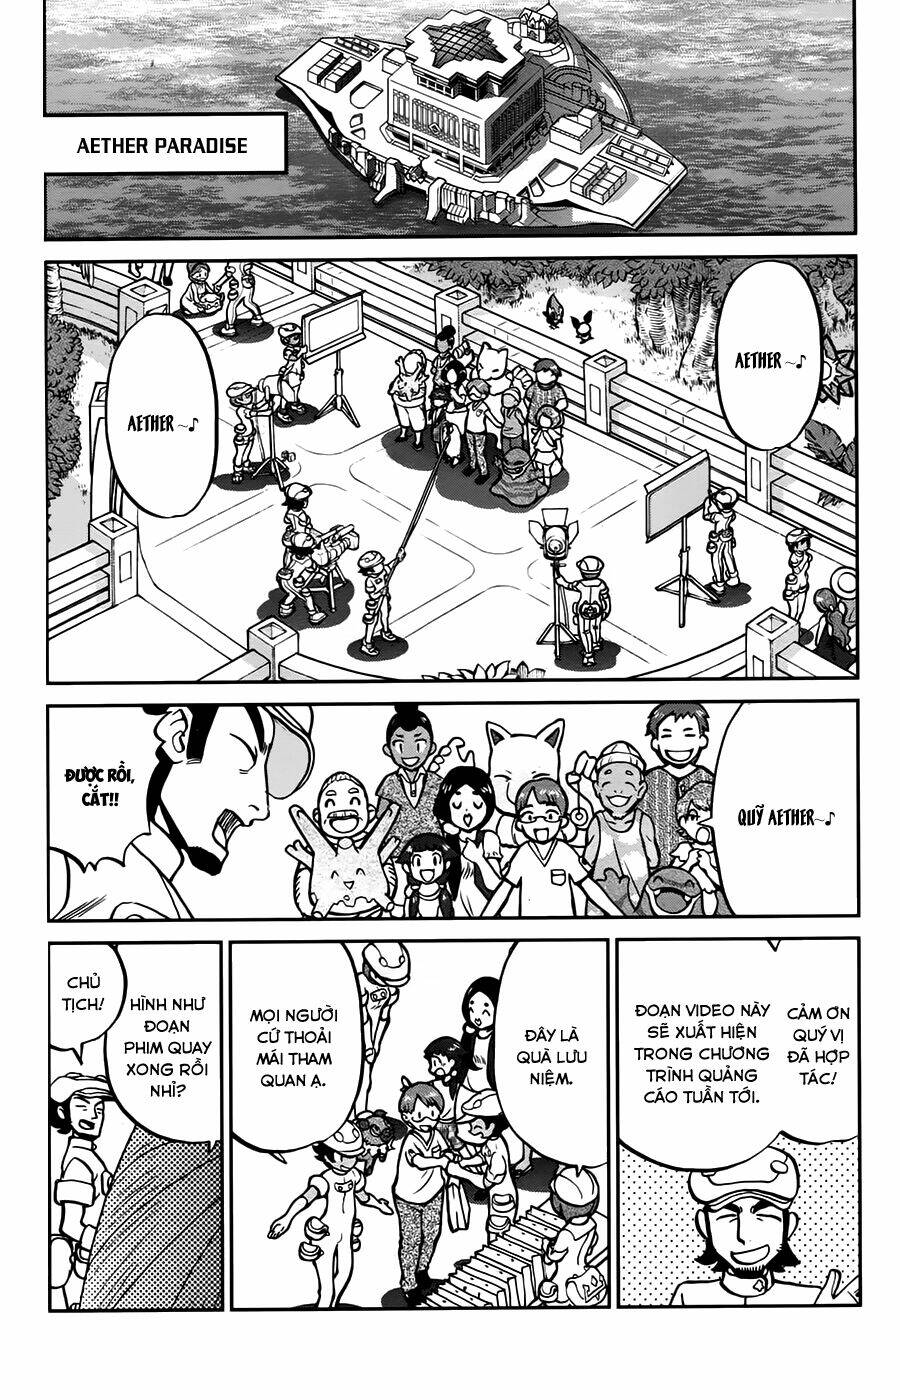 AETHER PARADISE
AETHER ~♪
AETHER ~♪
QUỸ AETHER~♪
ĐƯỢC RỒI,
CẮT!!
CẢM ƠN
QUÝ VỊ
ĐÃ HỢP
TÁC!
ĐOẠN VIDEO NÀY
SẼ XUẤT HIỆN
TRONG CHƯƠNG
TRÌNH QUẢNG
CÁO TUẦN TỚI.
ĐÂY LÀ
QUÀ LƯU
NIỆM.
MỌI NGƯỜI
CỨ THOẢI
MÁI THAM
QUAN Ạ.
HÌNH NHƯ
ĐOẠN
PHIM QUAY
XONG RỒI
NHỈ?
CHỦ
TỊCH!